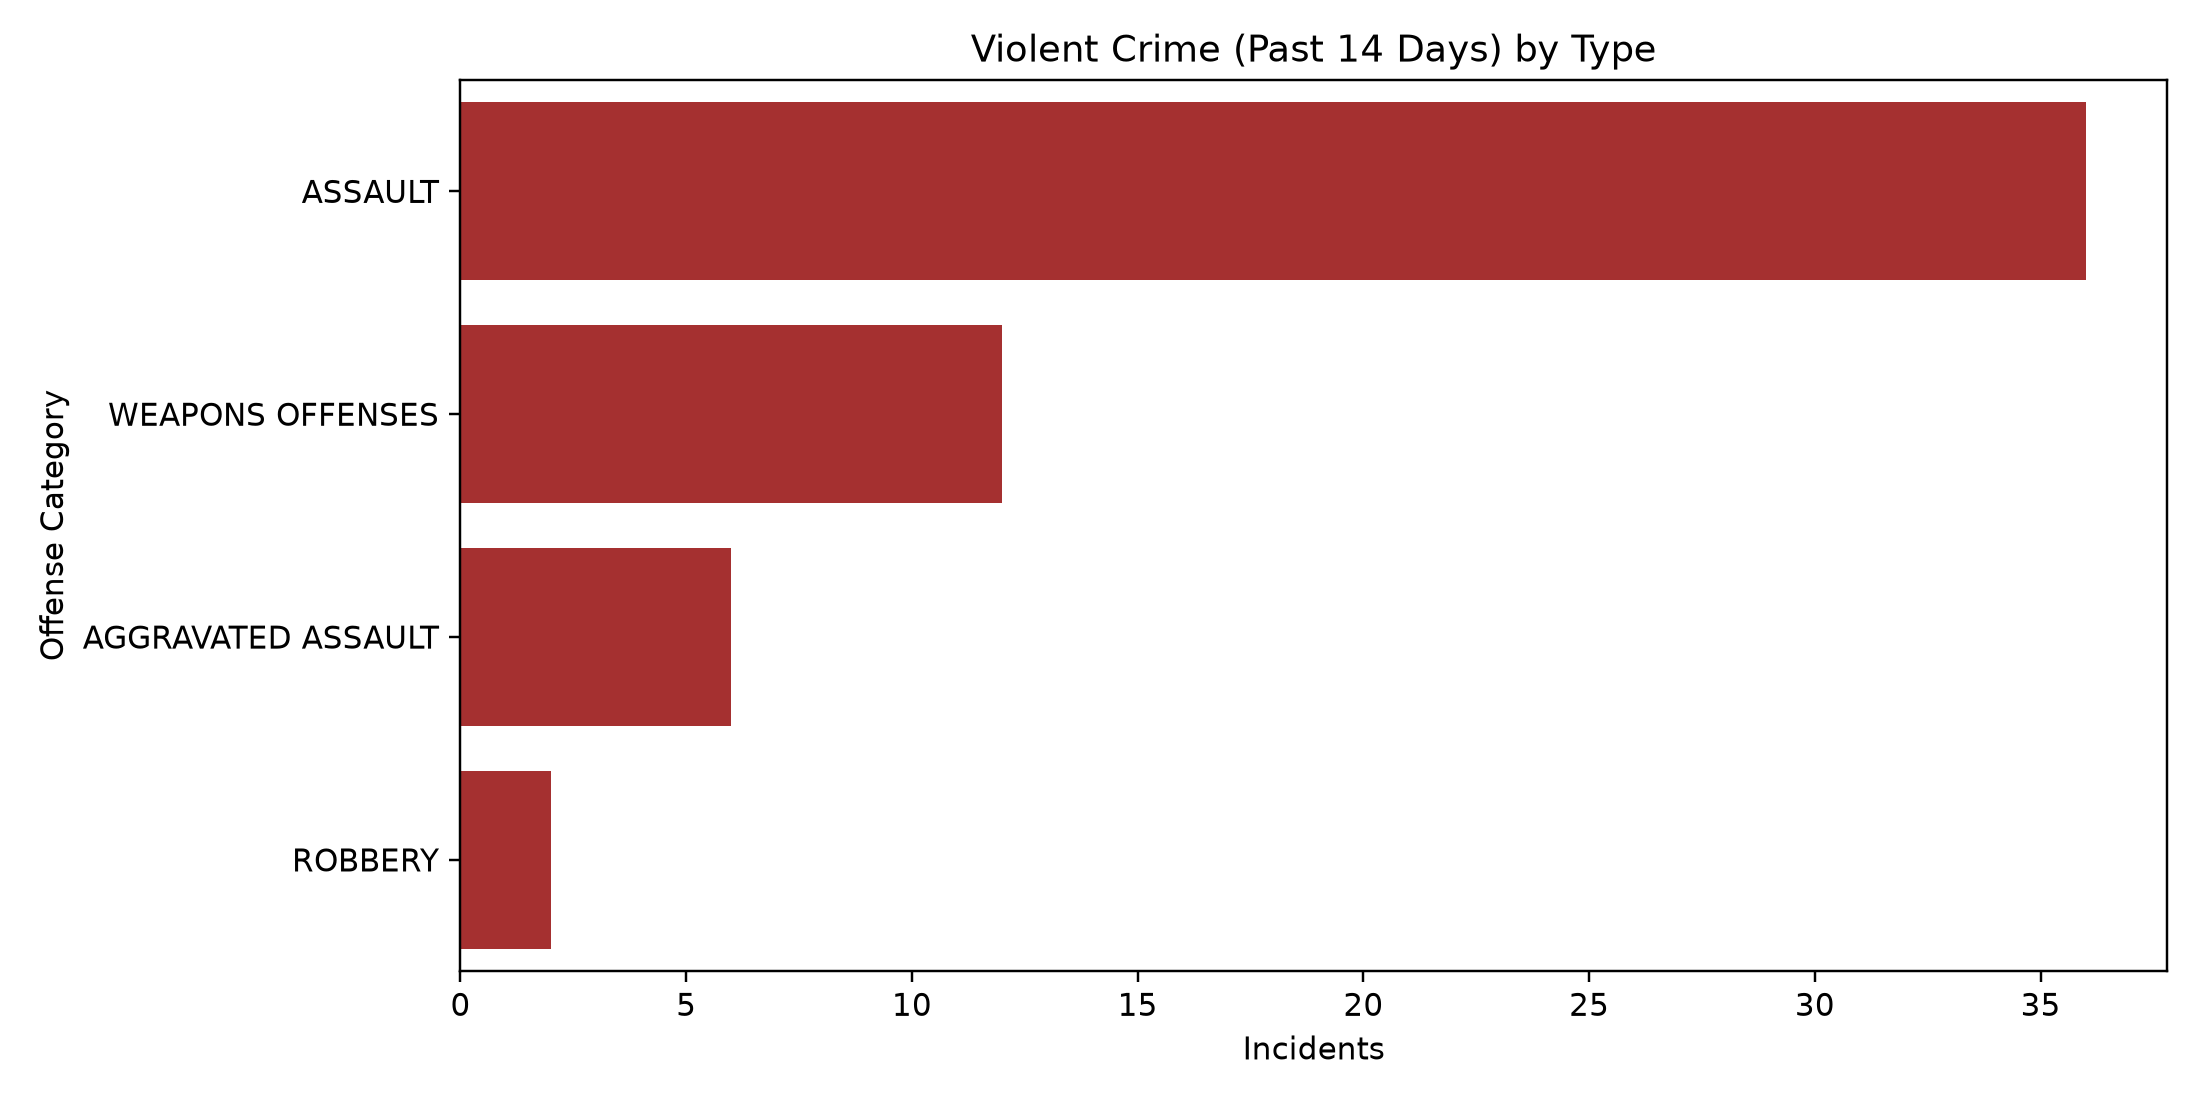 Violent Crime (Past 14 Days) by Type
Offense Category
ASSAULT
WEAPONS OFFENSES
AGGRAVATED ASSAULT
ROBBERY
0 5 10 15 20 25 30 35
Incidents